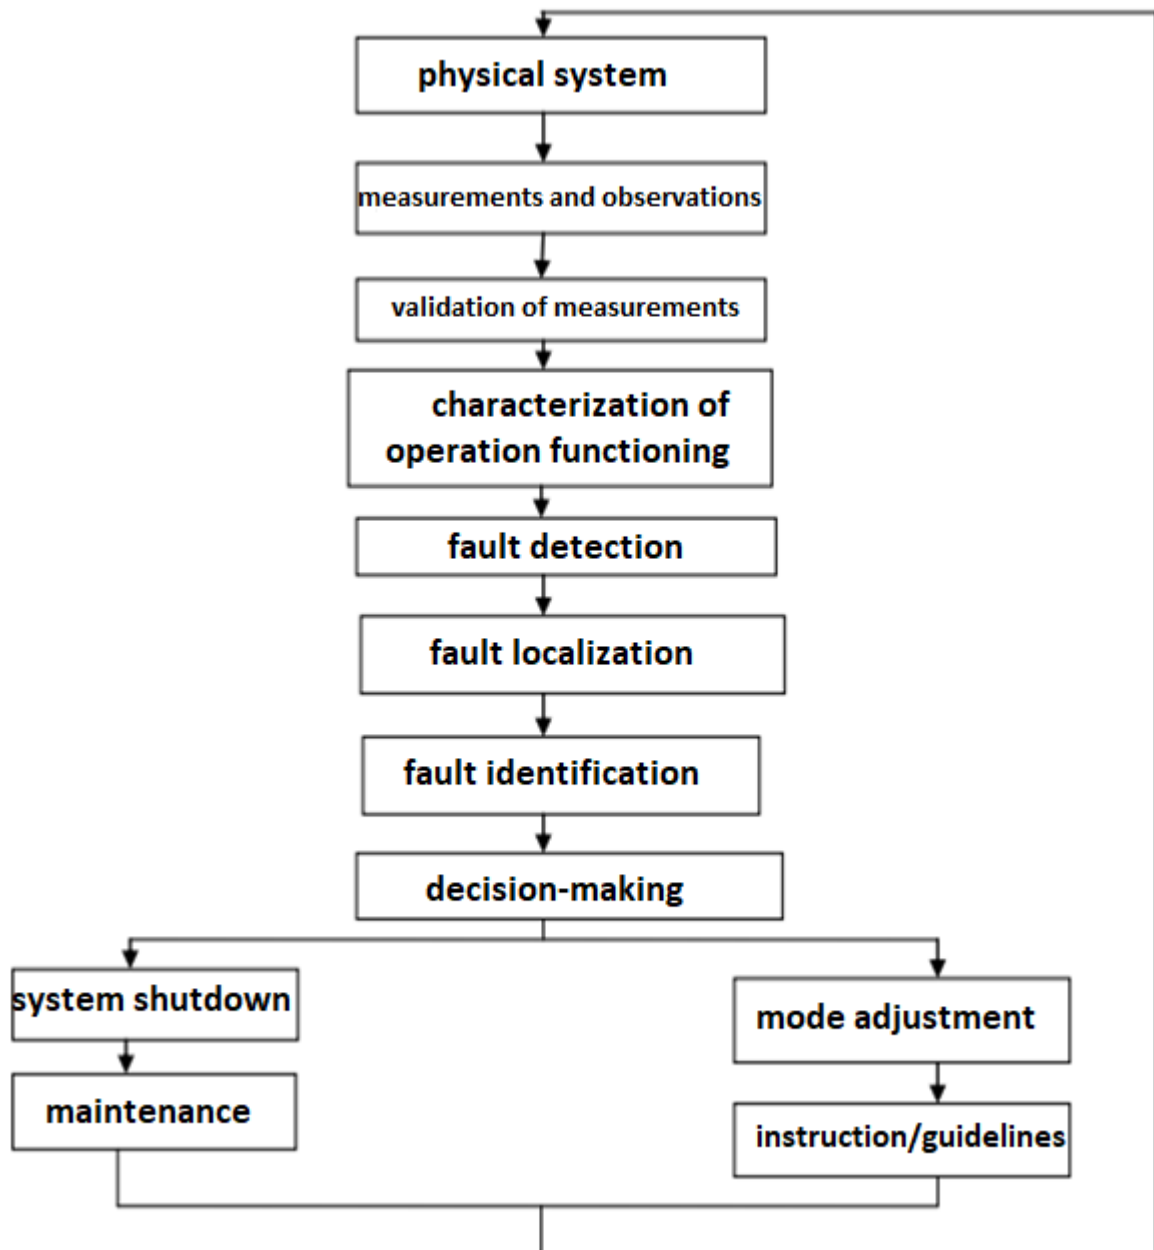 physical system
measurements and observations
validation of measurements
characterization of
operation functioning
fault detection
fault localization
fault identification
decision-making
system shutdown
mode adjustment
maintenance
instruction/guidelines